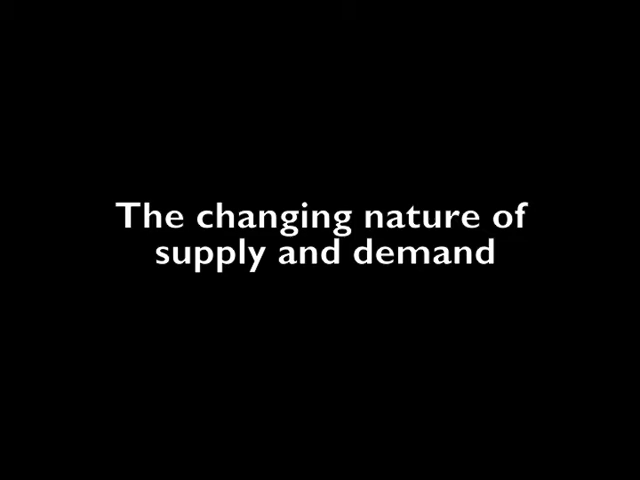 The changing nature of
supply and demand